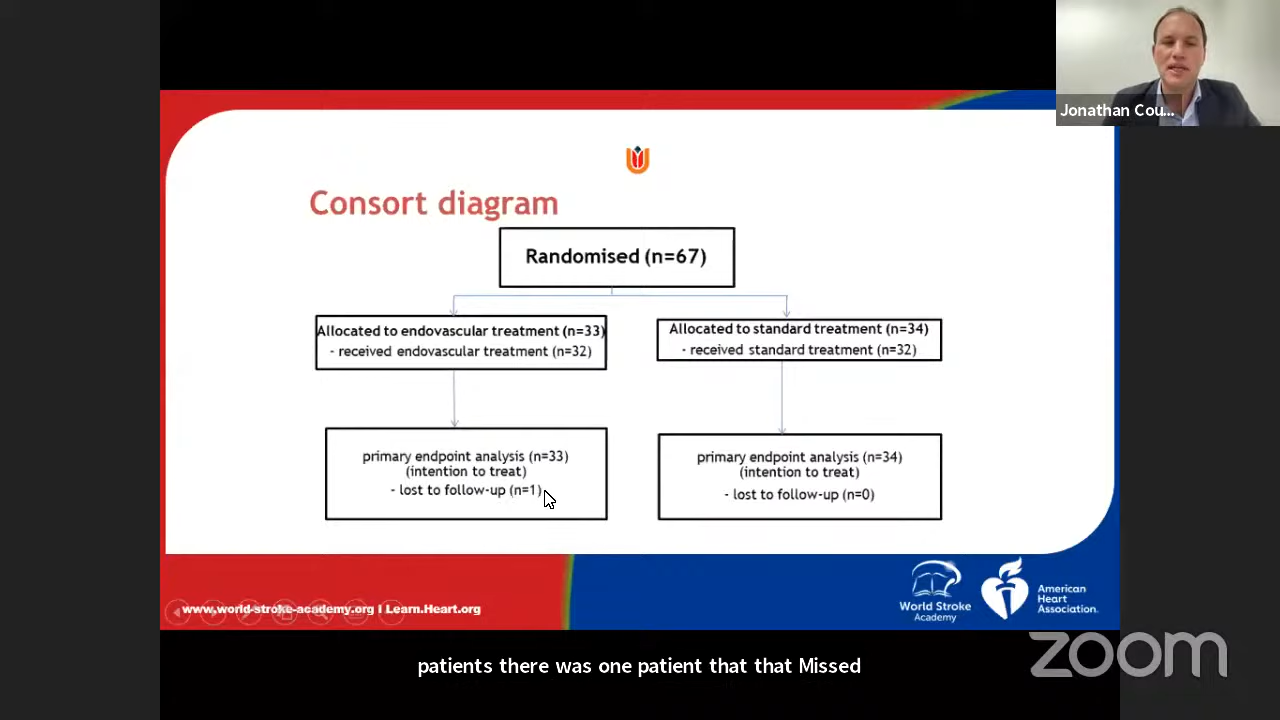 Jonathan Cou...
Consort diagram
Randomised (n=67)
Allocated to endovascular treatment (n=33)
- received endovascular treatment (n=32)
Allocated to standard treatment (n=34)
- received standard treatment (n=32)
primary endpoint analysis (n=33)
(intention to treat)
- lost to follow-up (n=1)
primary endpoint analysis (n=34)
(intention to treat)
- lost to follow-up (n=0)
www.world-stroke-academy.org I Learn.Heart.org
World Stroke
Academy
American
Heart
Association.
patients there was one patient that that Missed
zoom